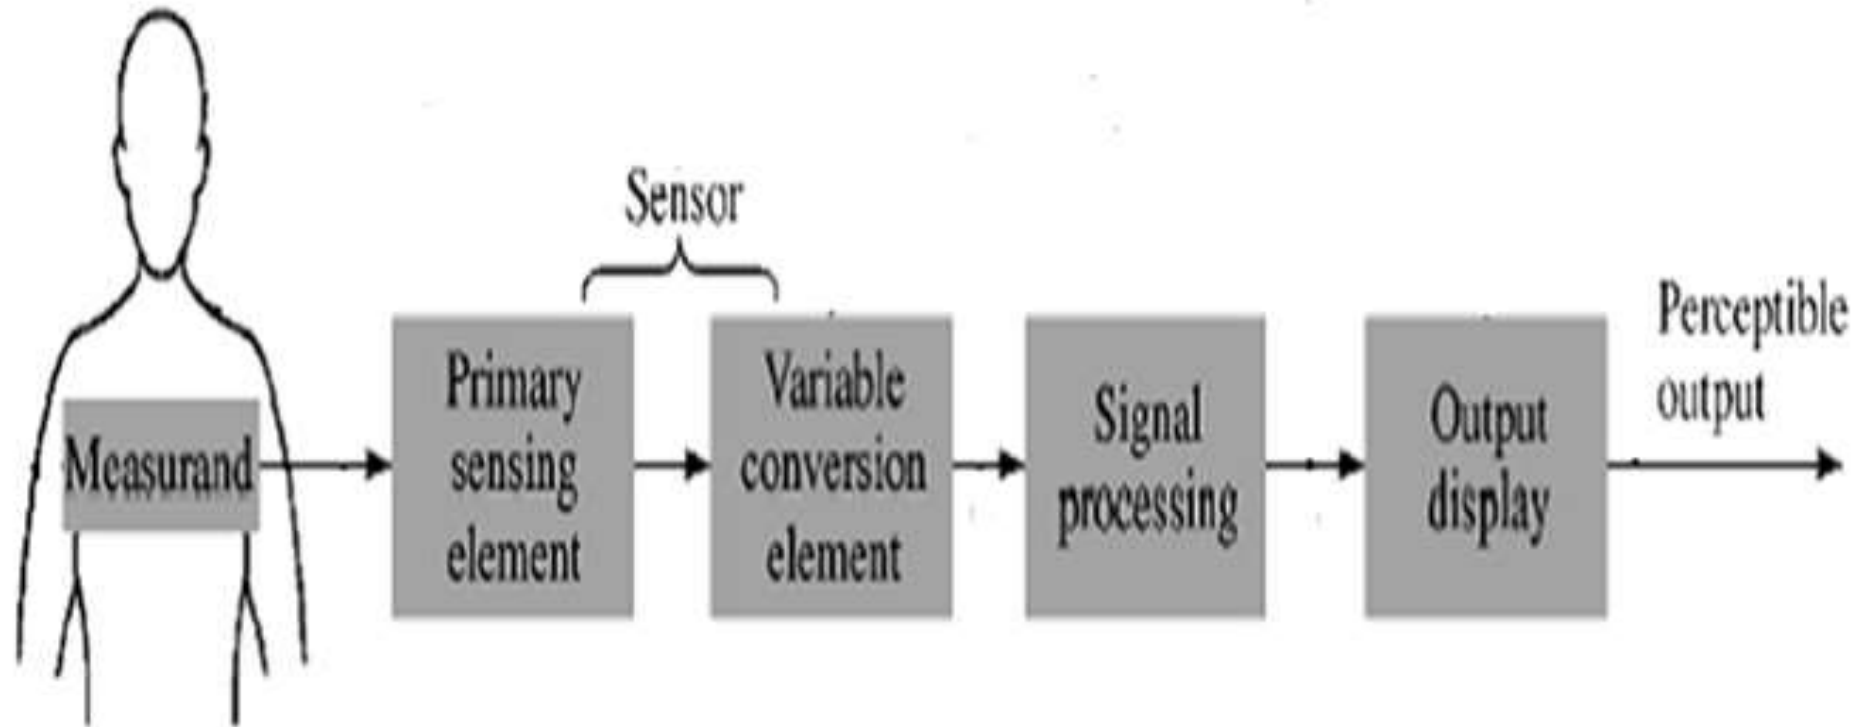 Sensor
Perceptible
output
Measurand
Primary
sensing
element
Variable
conversion
element
Signal
processing
Output
display